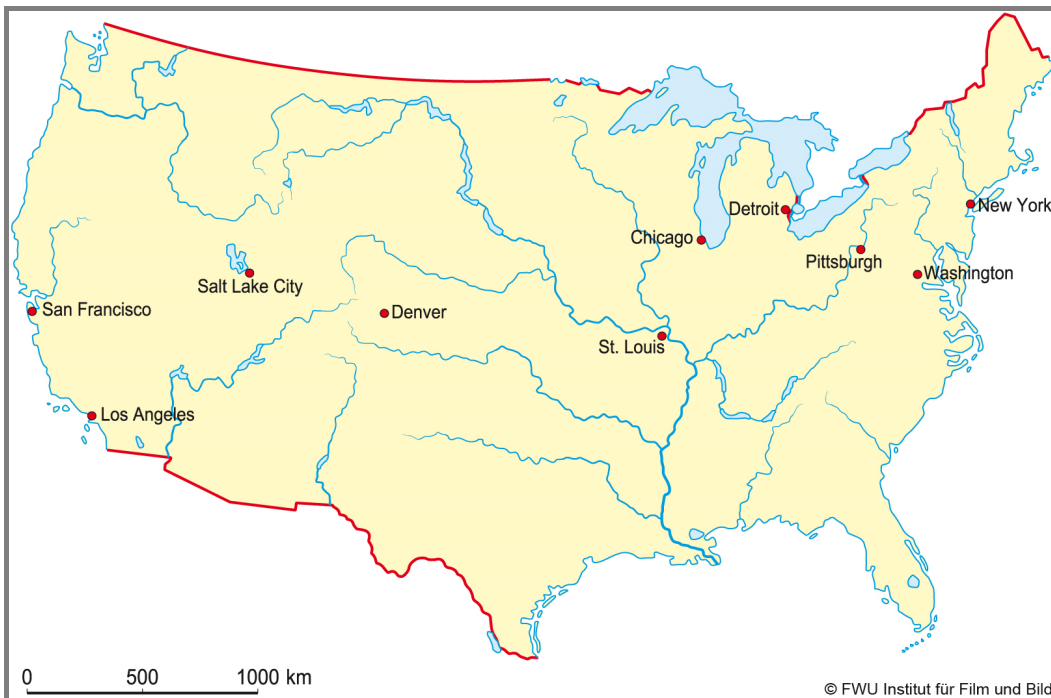 New York
Detroit
Chicago
Pittsburgh
Washington
Salt Lake City
San Francisco
Denver
St. Louis
Los Angeles
0 500 1000 km
© FWU Institut für Film und Bild